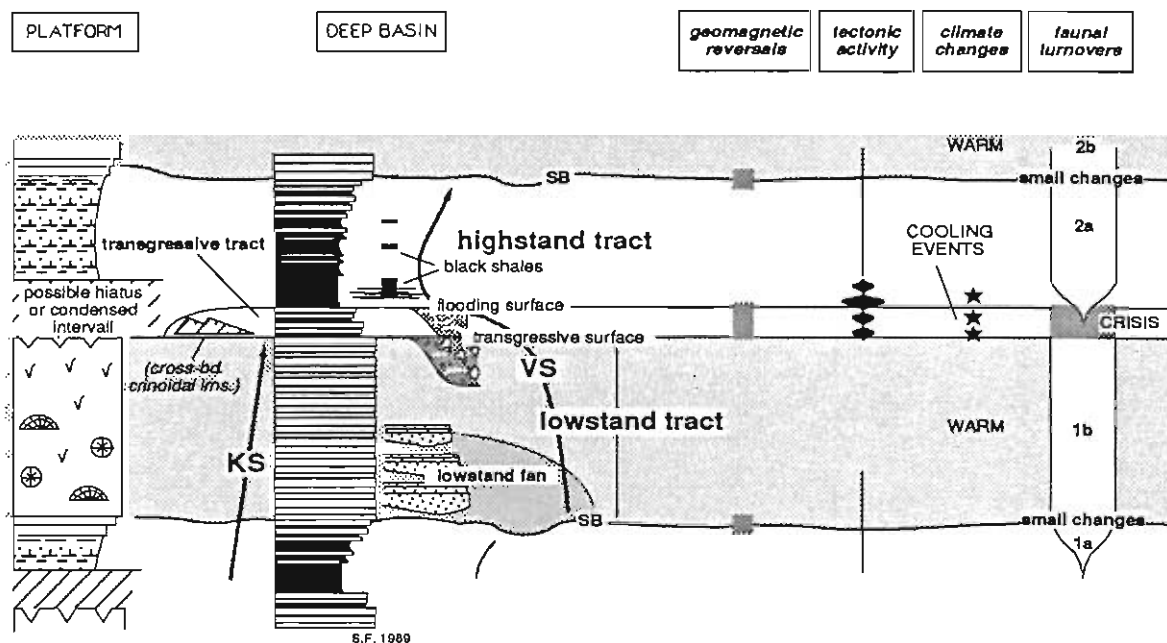 PLATFORM
DEEP BASIN
geomagnetic
reversals
tectonic
activity
climate
changes
faunal
turnovers
WARM
2b
SB
small changes
2a
transgressive tract
highstand tract
COOLING
EVENTS
black shales
possible hiatus
or condensed
intervall
flooding surface
transgressive surface
CRISIS
(cross-bd.
crinoidal lms.)
VS
lowstand tract
WARM
1b
KS
lowstand fan
SB
small changes
1a
S.F. 1989